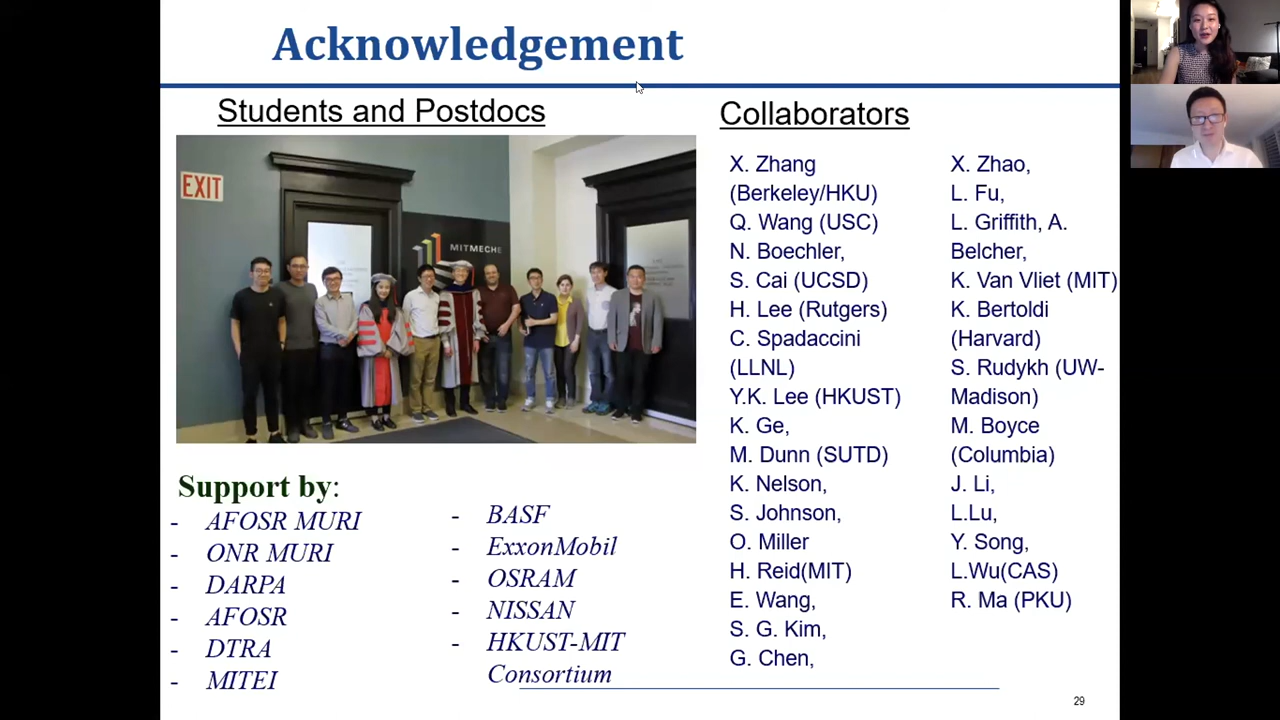 Acknowledgement
Students and Postdocs
EXIT
MITMECHE
Support by:
- AFOSR MURI
- ONR MURI
- DARPA
- AFOSR
- DTRA
- MITEI
- BASF
- ExxonMobil
- OSRAM
- NISSAN
- HKUST-MIT
Consortium
Collaborators
X. Zhang
(Berkeley/HKU)
Q. Wang (USC)
N. Boechler,
S. Cai (UCSD)
H. Lee (Rutgers)
C. Spadaccini
(LLNL)
Y.K. Lee (HKUST)
K. Ge,
M. Dunn (SUTD)
K. Nelson,
S. Johnson,
O. Miller
H. Reid(MIT)
E. Wang,
S. G. Kim,
G. Chen,
X. Zhao,
L. Fu,
L. Griffith, A.
Belcher,
K. Van Vliet (MIT)
K. Bertoldi
(Harvard)
S. Rudykh (UW-
Madison)
M. Boyce
(Columbia)
J. Li,
L.Lu,
Y. Song,
L.Wu(CAS)
R. Ma (PKU)
29